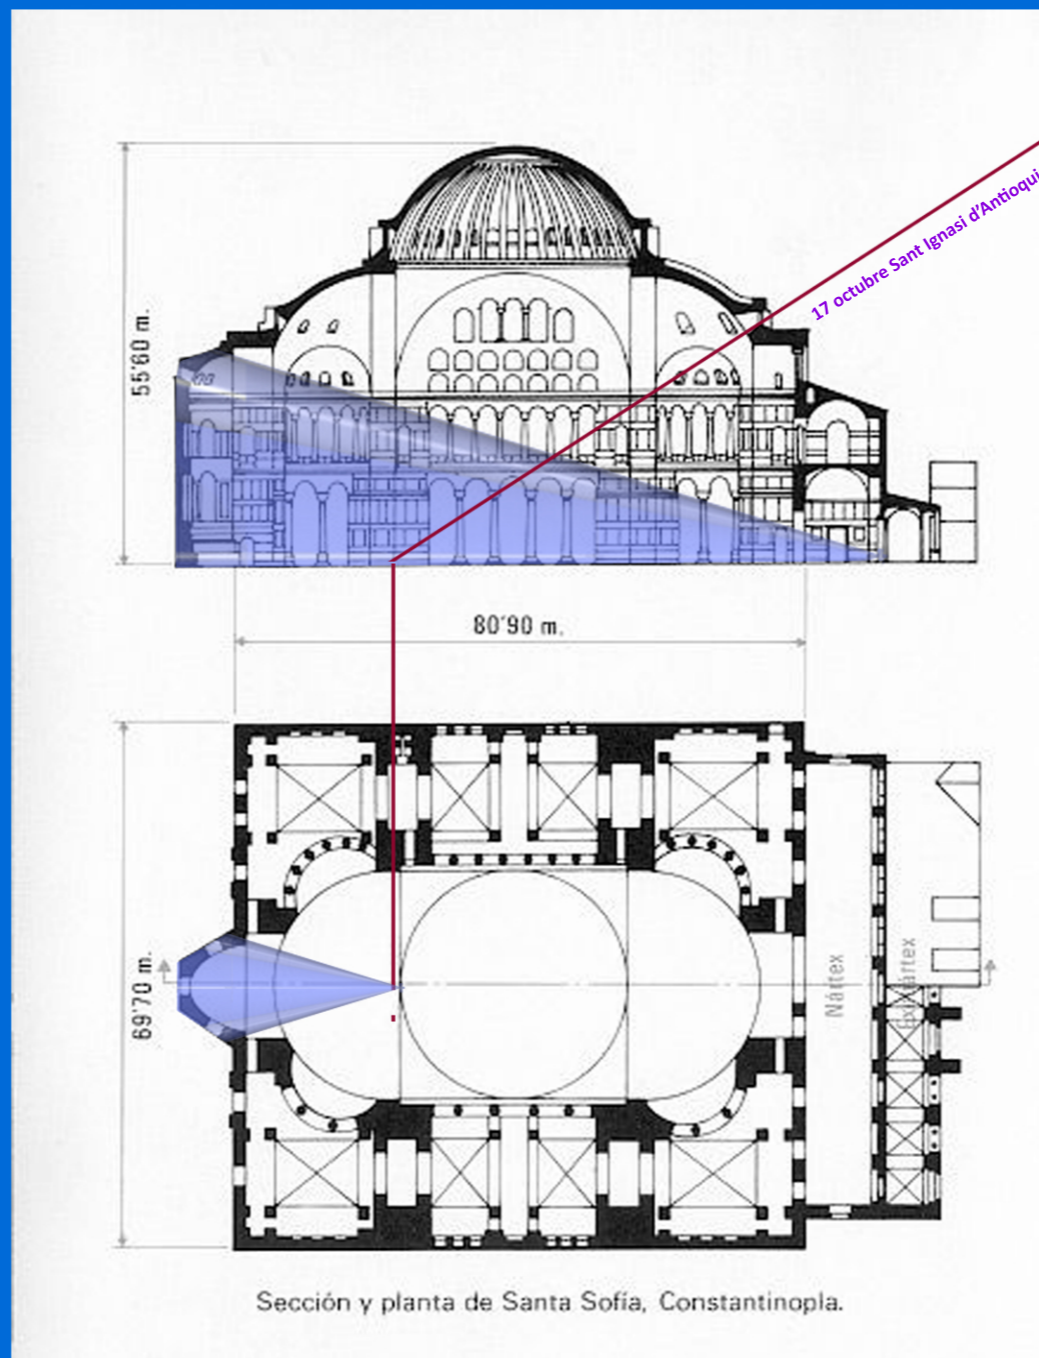 17 octubre Sant Ignasi d'Antioqui
55'60 m.
80'90 m.
69'70 m.
Nártex
Exonártex
Sección y planta de Santa Sofía, Constantinopla.